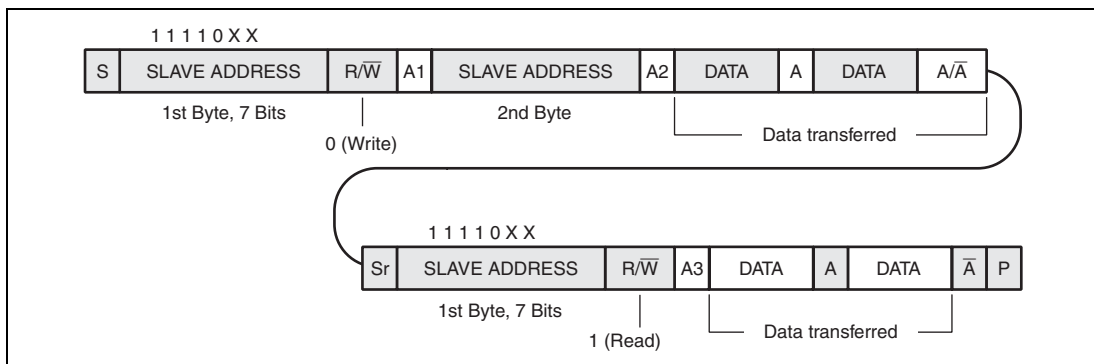 1 1 1 1 0 X X
S SLAVE ADDRESS R/W̅ A1 SLAVE ADDRESS A2 DATA A DATA A/A̅
1st Byte, 7 Bits 2nd Byte
0 (Write) Data transferred
1 1 1 1 0 X X
Sr SLAVE ADDRESS R/W̅ A3 DATA A DATA A̅ P
1st Byte, 7 Bits
1 (Read) Data transferred